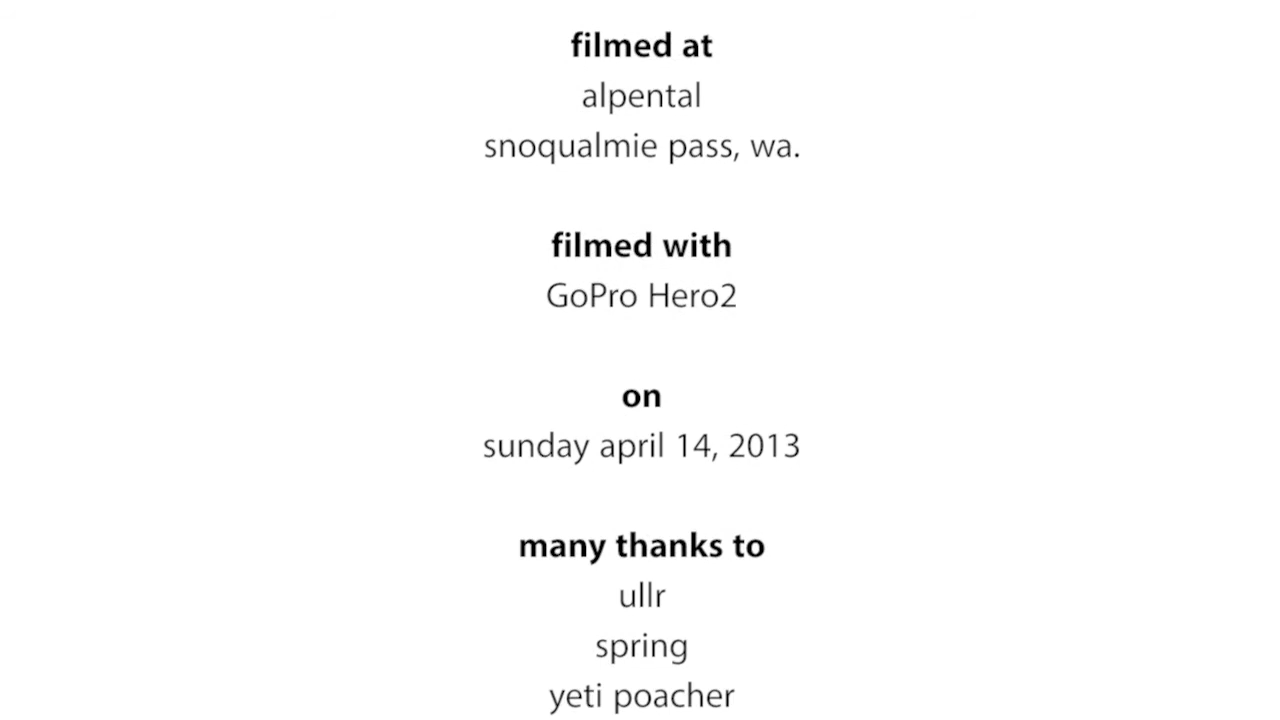 filmed at
alpental
snoqualmie pass, wa.
filmed with
GoPro Hero2
on
sunday april 14, 2013
many thanks to
ullr
spring
yeti poacher